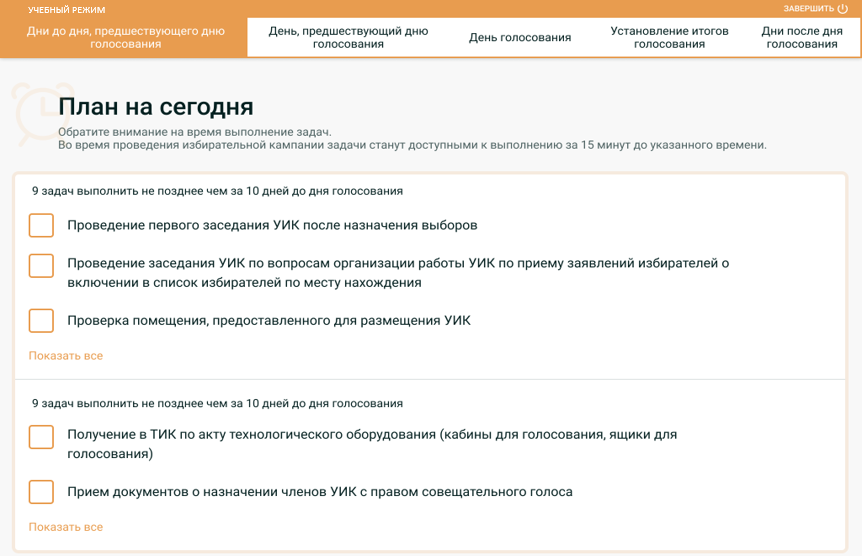 УЧЕБНЫЙ РЕЖИМ
ЗАВЕРШИТЬ
Дни до дня, предшествующего дню
голосования
День, предшествующий дню
голосования
День голосования
Установление итогов
голосования
Дни после дня
голосования
План на сегодня
Обратите внимание на время выполнение задач.
Во время проведения избирательной кампании задачи станут доступными к выполнению за 15 минут до указанного времени.
9 задач выполнить не позднее чем за 10 дней до дня голосования
Проведение первого заседания УИК после назначения выборов
Проведение заседания УИК по вопросам организации работы УИК по приему заявлений избирателей о
включении в список избирателей по месту нахождения
Проверка помещения, предоставленного для размещения УИК
Показать все
9 задач выполнить не позднее чем за 10 дней до дня голосования
Получение в ТИК по акту технологического оборудования (кабины для голосования, ящики для
голосования)
Прием документов о назначении членов УИК с правом совещательного голоса
Показать все